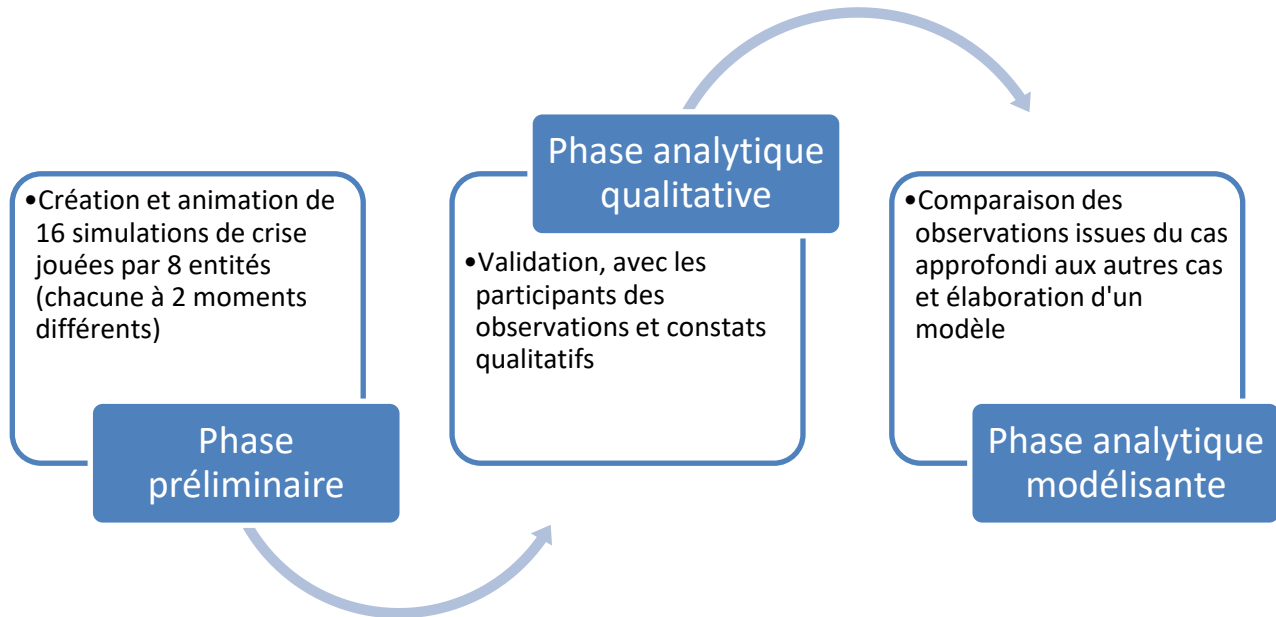 •Création et animation de
16 simulations de crise
jouées par 8 entités
(chacune à 2 moments
différents)
Phase
préliminaire
Phase analytique
qualitative
•Validation, avec les
participants des
observations et constats
qualitatifs
•Comparaison des
observations issues du cas
approfondi aux autres cas
et élaboration d'un
modèle
Phase analytique
modélisante